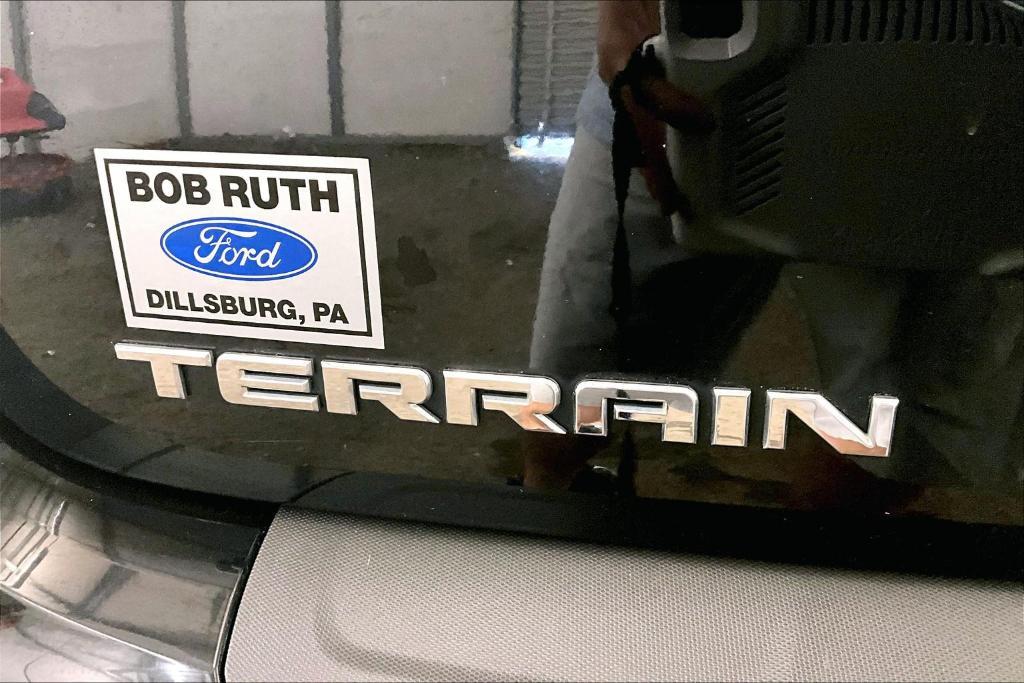 BOB RUTH
Ford
DILLSBURG, PA
TERRAIN